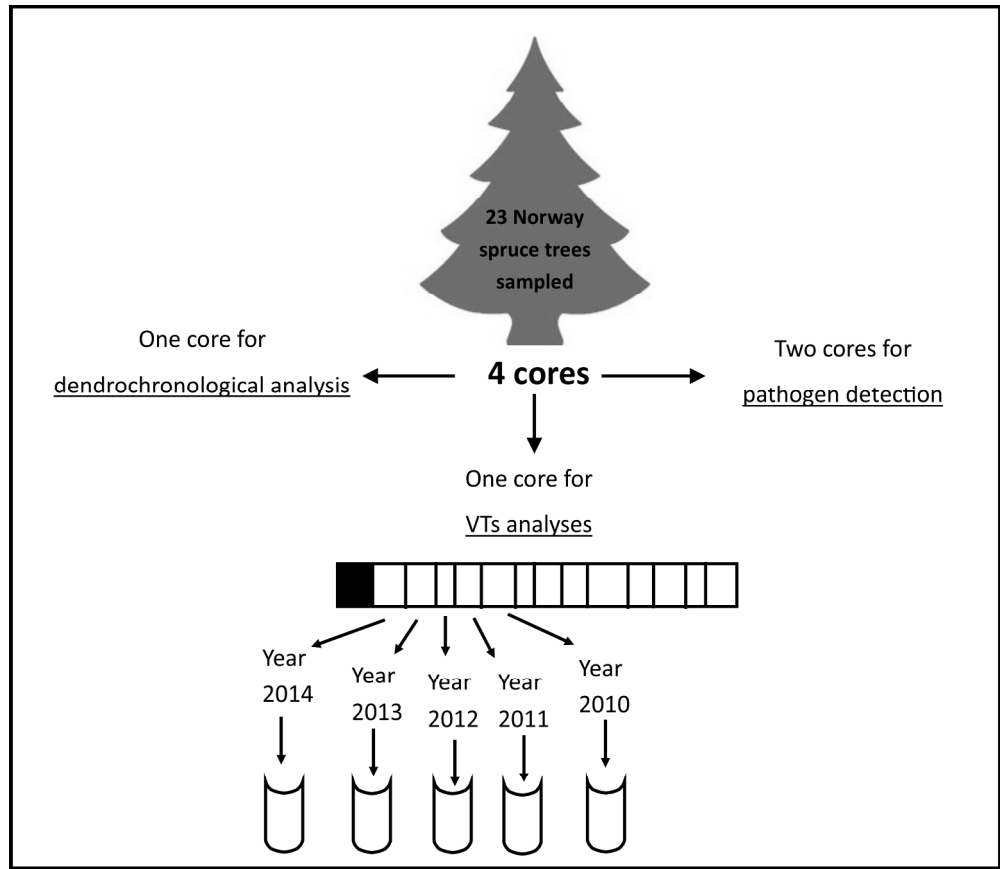 23 Norway
spruce trees
sampled
One core for
dendrochronological analysis
4 cores
Two cores for
pathogen detection
One core for
VTs analyses
Year
2014
Year
2013
Year
2012
Year
2011
Year
2010